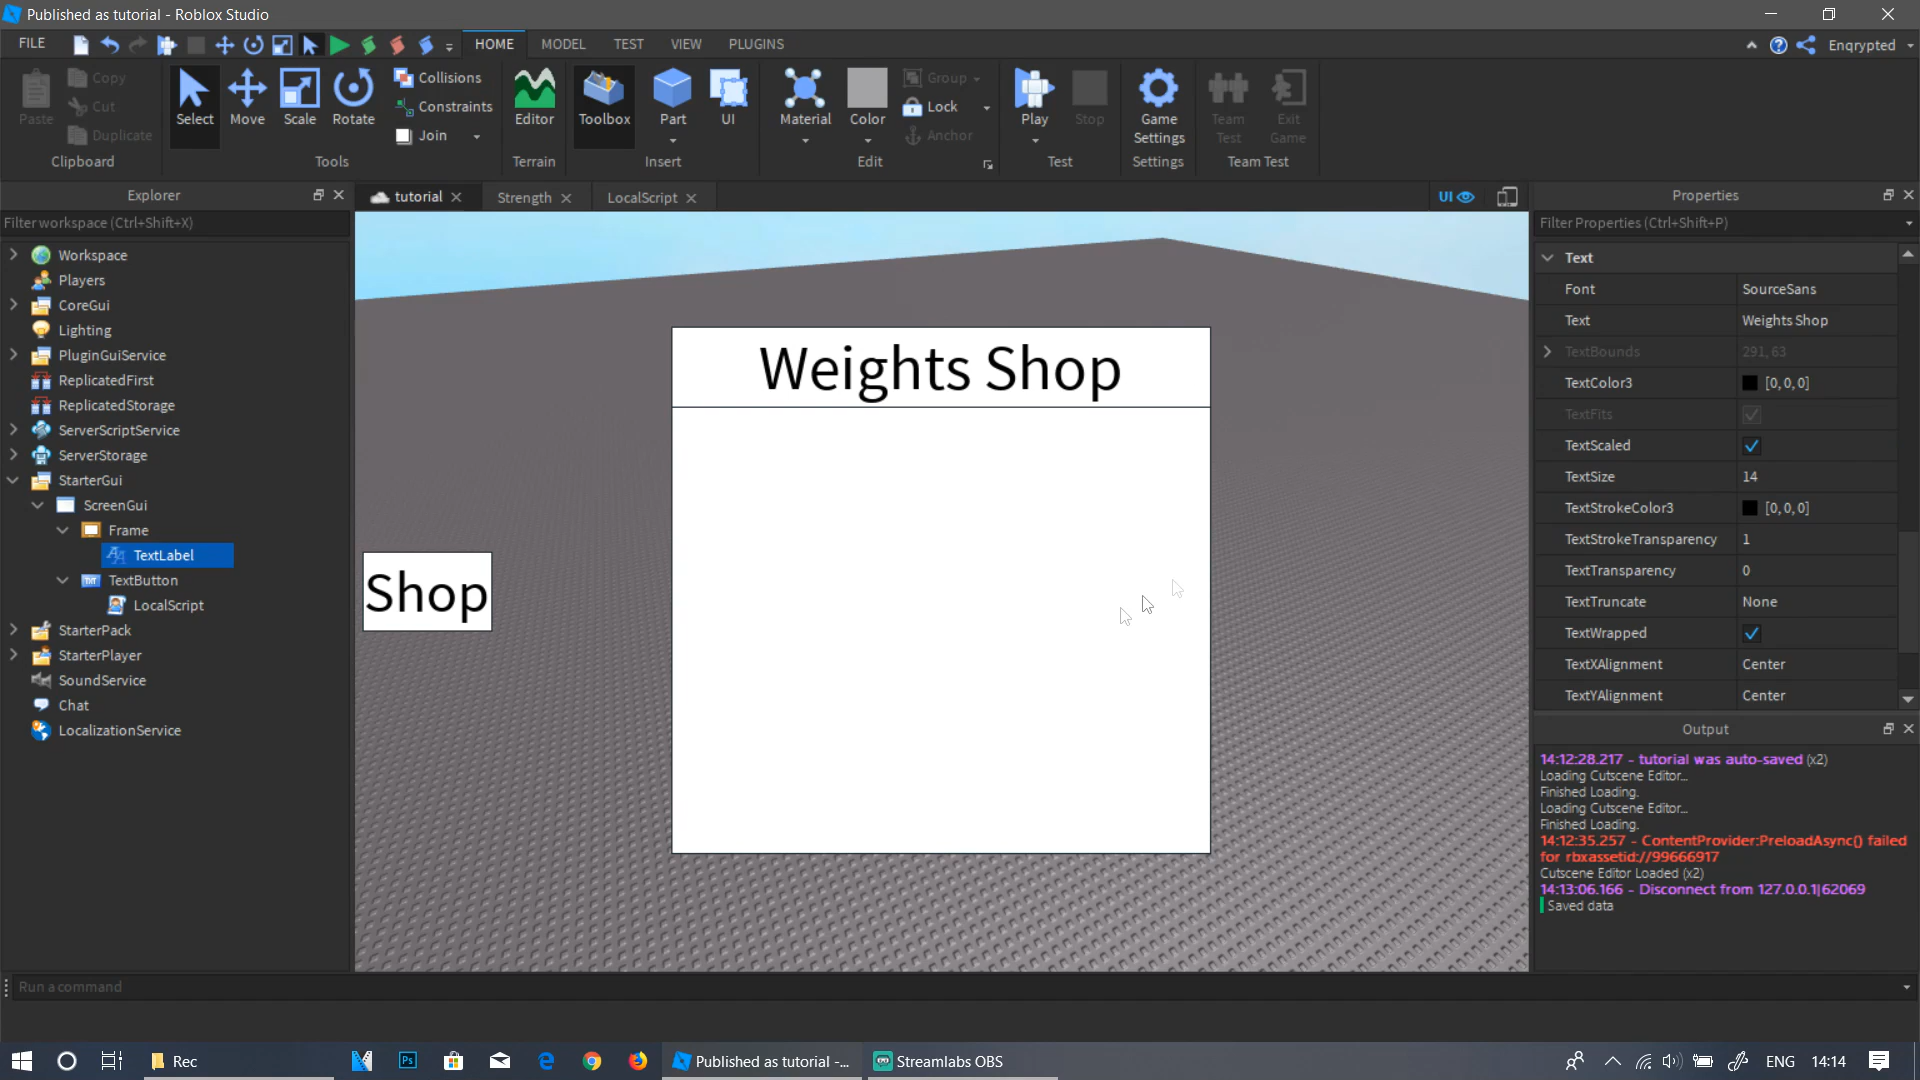 Published as tutorial - Roblox Studio
FILE
HOME
MODEL
TEST
VIEW
PLUGINS
Enqrypted
Paste
Copy
Cut
Duplicate
Clipboard
Select
Move
Scale
Rotate
Collisions
Constraints
Join
Tools
Editor
Terrain
Toolbox
Part
UI
Insert
Material
Color
Group
Lock
Anchor
Edit
Play
Stop
Test
Game
Settings
Settings
Team
Test
Exit
Game
Team Test
Explorer
Filter workspace (Ctrl+Shift+X)
Workspace
Players
CoreGui
Lighting
PluginGuiService
ReplicatedFirst
ReplicatedStorage
ServerScriptService
ServerStorage
StarterGui
ScreenGui
Frame
TextLabel
TextButton
LocalScript
StarterPack
StarterPlayer
SoundService
Chat
LocalizationService
tutorial
Strength
LocalScript
UI
Weights Shop
Shop
Properties
Filter Properties (Ctrl+Shift+P)
Text
Font SourceSans
Text Weights Shop
TextBounds 291, 63
TextColor3 [0, 0, 0]
TextFits
TextScaled
TextSize 14
TextStrokeColor3 [0, 0, 0]
TextStrokeTransparency 1
TextTransparency 0
TextTruncate None
TextWrapped
TextXAlignment Center
TextYAlignment Center
Output
14:12:28.217 - tutorial was auto-saved (x2)
Loading Cutscene Editor...
Finished Loading.
Loading Cutscene Editor...
Finished Loading.
14:12:35.257 - ContentProvider:PreloadAsync() failed
for rbxassetid://99666917
Cutscene Editor Loaded (x2)
14:13:06.166 - Disconnect from 127.0.0.1|62069
Saved data
Run a command
Rec
Ps
Published as tutorial -...
Streamlabs OBS
ENG
14:14